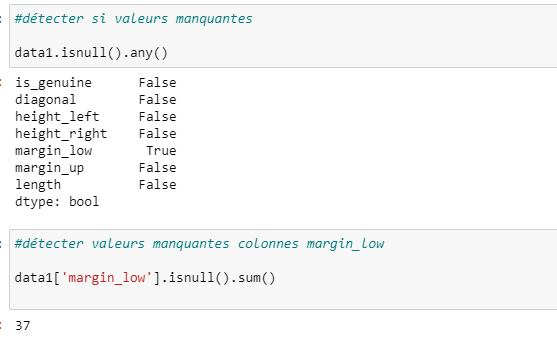 #détecter si valeurs manquantes
data1.isnull().any()
is_genuine      False
diagonal        False
height_left     False
height_right    False
margin_low       True
margin_up       False
length          False
dtype: bool
#détecter valeurs manquantes colonnes margin_low
data1['margin_low'].isnull().sum()
37